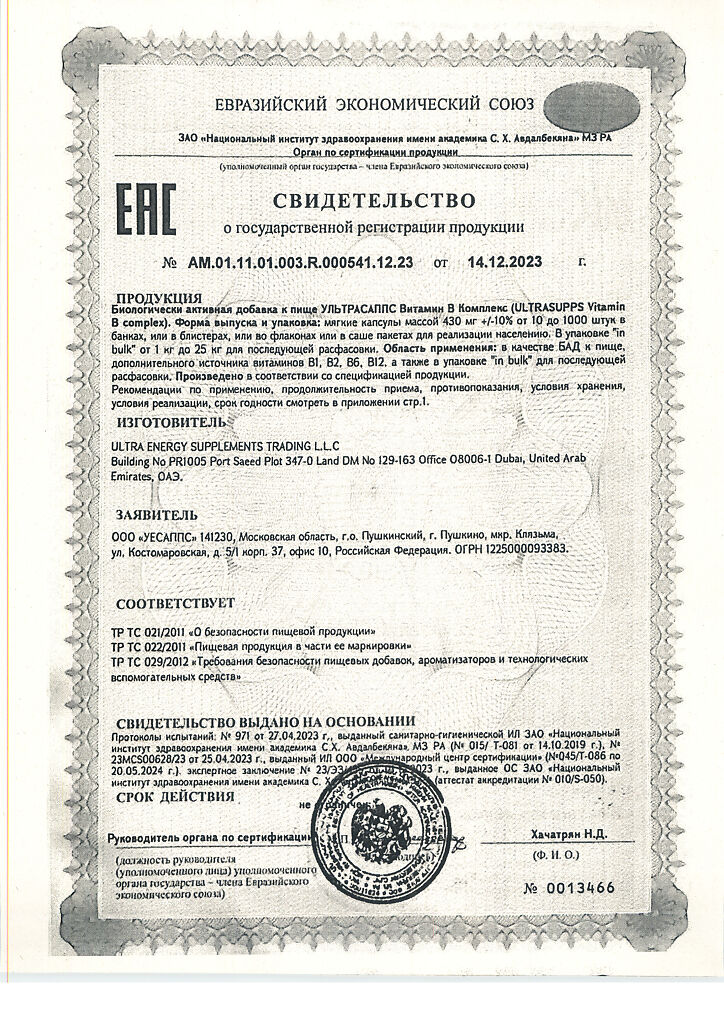 ЕВРАЗИЙСКИЙ ЭКОНОМИЧЕСКИЙ СОЮЗ
ЗАО «Национальный институт здравоохранения имени академика С. Х. Авдалбекяна» МЗ РА
Орган по сертификации продукции
(уполномоченный орган государства – члена Евразийского экономического союза)
ЕАС
СВИДЕТЕЛЬСТВО
о государственной регистрации продукции
№ AM.01.11.01.003.R.000541.12.23 от 14.12.2023 г.
ПРОДУКЦИЯ
Биологически активная добавка к пище УЛЬТРАСАППС Витамин В Комплекс (ULTRASUPPS Vitamin
B complex). Форма выпуска и упаковка: мягкие капсулы массой 430 мг +/-10% от 10 до 1000 штук в
банках, или в блистерах, или во флаконах или в саше пакетах для реализации населению. В упаковке "in
bulk" от 1 кг до 25 кг для последующей расфасовки. Область применения: в качестве БАД к пище,
дополнительного источника витаминов B1, B2, B6, B12, а также в упаковке "in bulk" для последующей
расфасовки. Произведено в соответствии со спецификацией продукции.
Рекомендации по применению, продолжительность приема, противопоказания, условия хранения,
условия реализации, срок годности смотреть в приложении стр.1.
ИЗГОТОВИТЕЛЬ
ULTRA ENERGY SUPPLEMENTS TRADING L.L.C
Building No PR1005 Port Saeed Plot 347-0 Land DM No 129-163 Office 08006-1 Dubai, United Arab
Emirates, ОАЭ.
ЗАЯВИТЕЛЬ
ООО «УЕСАППС» 141230, Московская область, г.о. Пушкинский, г. Пушкино, мкр. Клязьма,
ул. Костомаровская, д. 5/1 корп. 37, офис 10, Российская Федерация. ОГРН 1225000093383.
СООТВЕТСТВУЕТ
ТР ТС 021/2011 «О безопасности пищевой продукции»
ТР ТС 022/2011 «Пищевая продукция в части ее маркировки»
ТР ТС 029/2012 «Требования безопасности пищевых добавок, ароматизаторов и технологических
вспомогательных средств»
СВИДЕТЕЛЬСТВО ВЫДАНО НА ОСНОВАНИИ
Протоколы испытаний: № 971 от 27.04.2023 г., выданный санитарно-гигиенической ИЛ ЗАО «Национальный
институт здравоохранения имени академика С.Х. Авдалбекяна» МЗ РА (№ 015/ Т-081 от 14.10.2019 г.), №
23MCS00628/23 от 25.04.2023 г., выданный ИЛ ООО «Международный центр сертификации» (№045/Т-086 по
20.05.2024 г.). экспертное заключение № 23/ЭЗ 2023 г., выданное ОС ЗАО «Национальный
институт здравоохранения имени академика С. Х. (аттестат аккредитации № 010/S-050).
СРОК ДЕЙСТВИЯ
не
Руководитель органа по сертификации Хачатрян Н.Д.
(должность руководителя (Ф. И. О.)
(уполномоченного лица) уполномоченного
органа государства – члена Евразийского
экономического союза)
№ 0013466